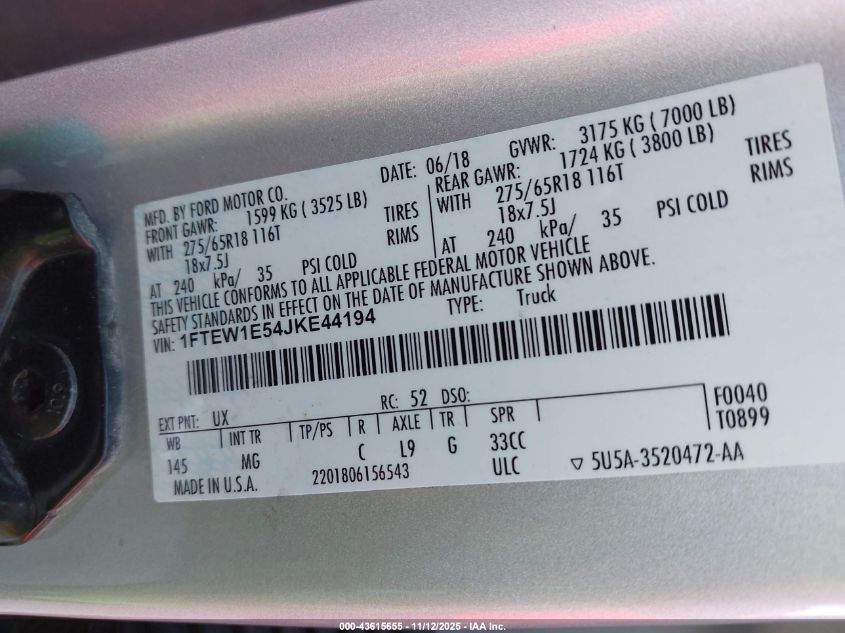 MFD. BY FORD MOTOR CO. DATE: 06/18 GVWR: 3175 KG ( 7000 LB)
FRONT GAWR: 1599 KG ( 3525 LB) REAR GAWR: 1724 KG ( 3800 LB)
WITH 275/65R18 116T TIRES WITH 275/65R18 116T TIRES
18x7.5J RIMS 18x7.5J RIMS
AT 240 kPa/ 35 PSI COLD AT 240 kPa/ 35 PSI COLD
THIS VEHICLE CONFORMS TO ALL APPLICABLE FEDERAL MOTOR VEHICLE
SAFETY STANDARDS IN EFFECT ON THE DATE OF MANUFACTURE SHOWN ABOVE.
VIN: 1FTEW1E54JKE44194 TYPE: Truck
EXT PNT: UX RC: 52 DSO: F0040
WB INT TR TP/PS R AXLE TR SPR T0899
145 MG C L9 G 33CC
MADE IN U.S.A. 2201806156543 ULC ▽ 5U5A-3520472-AA
000-43615655 - 11/12/2025 - IAA Inc.